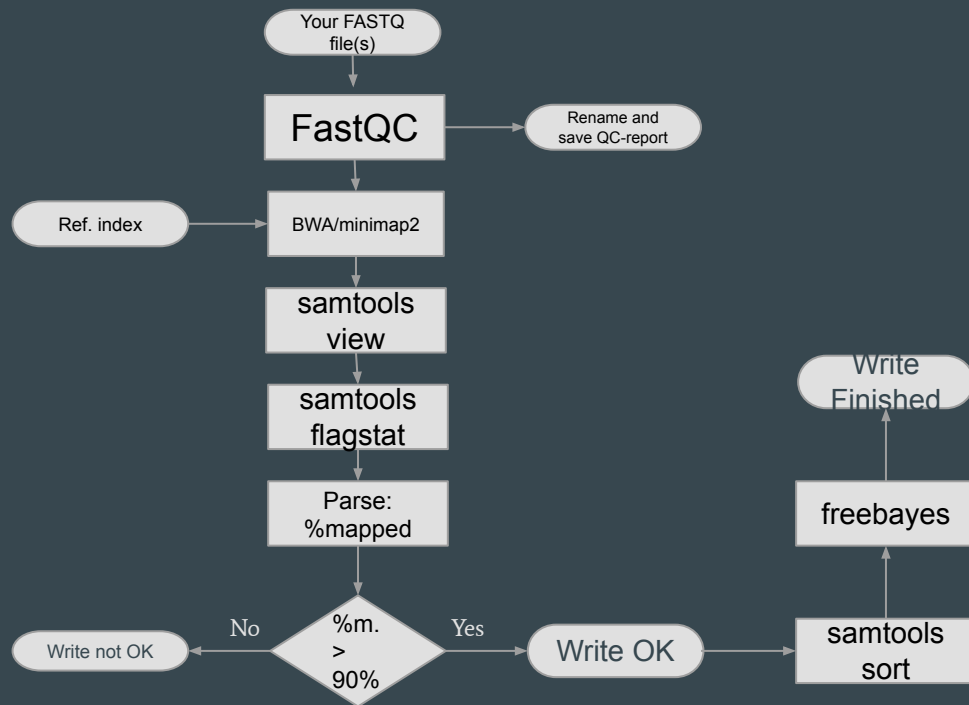 Your FASTQ
file(s)
FastQC
Rename and
save QC-report
Ref. index
BWA/minimap2
samtools
view
samtools
flagstat
Parse:
%mapped
%m.
>
90%
No
Yes
Write not OK
Write OK
samtools
sort
freebayes
Write
Finished